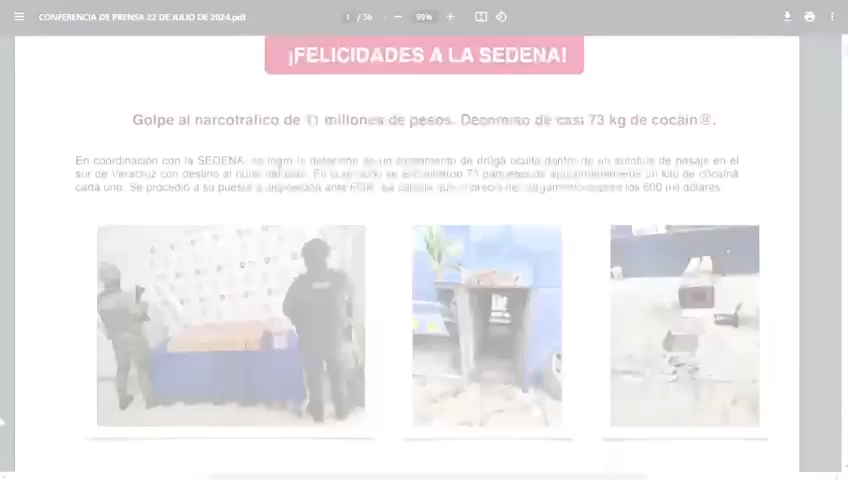 CONFERENCIA DE PRENSA 22 DE JULIO DE 2024.pdf
1 / 56
90%
¡FELICIDADES A LA SEDENA!
Golpe al narcotráfico de 11 millones de pesos. Decomiso de casi 73 kg de cocaín@.
En coordinación con la SEDENA, se logró la detención de un cargamento de droga oculto dentro de un autobús de pasaje en el
sur de Veracruz con destino al norte del país. En su interior se encontraron 73 paquetes de aproximadamente un kilo de cocaína
cada uno. Se procedió a su puesta a disposición ante FGR, se calcula que el precio del cargamento supera los 600 mil dólares.